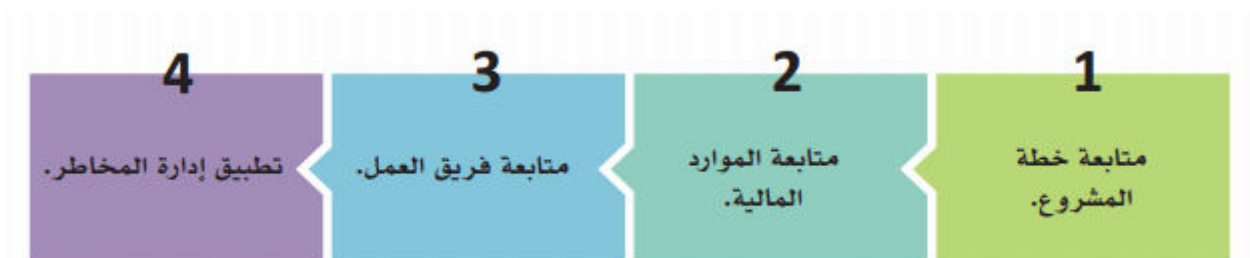 1
متابعة خطة
المشروع.
2
متابعة الموارد
المالية.
3
متابعة فريق العمل.
4
تطبيق إدارة المخاطر.